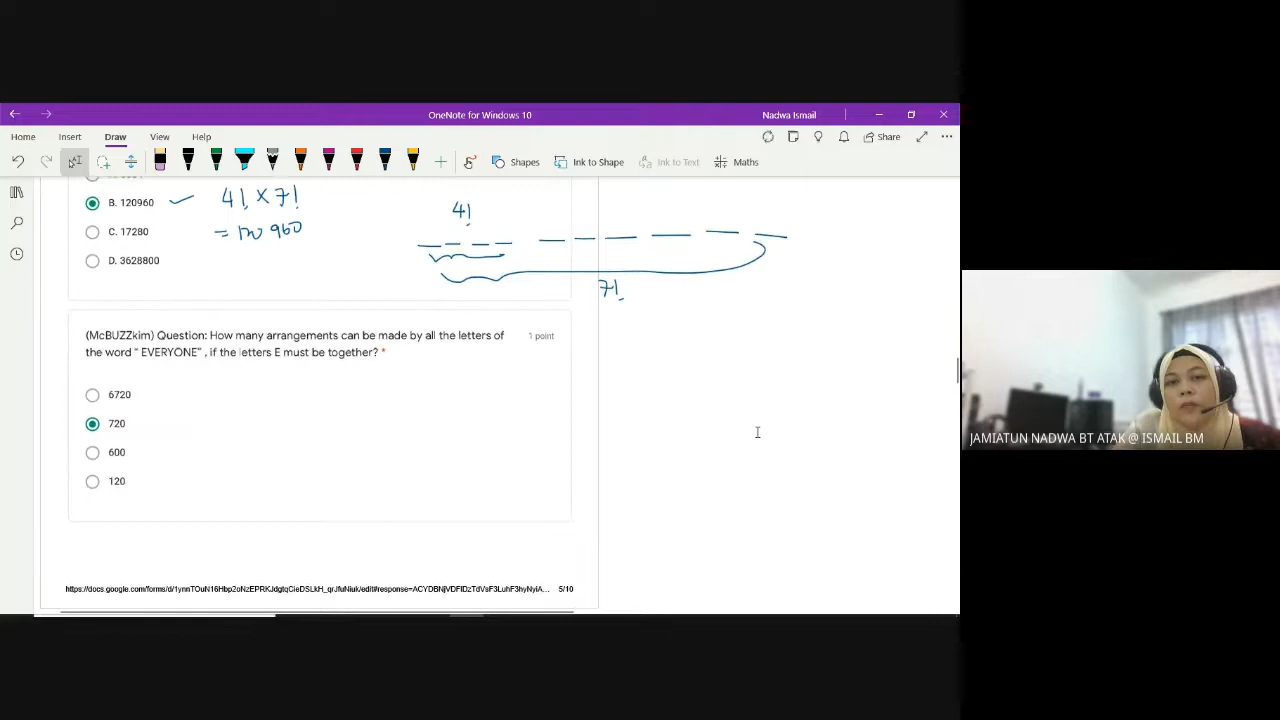 OneNote for Windows 10
Nadwa Ismail
Home
Insert
Draw
View
Help
Share
Shapes
Ink to Shape
Ink to Text
Maths
B. 120960
4! × 7!
C. 17280
= 120 960
D. 3628800
4!
7!
(McBUZZkim) Question: How many arrangements can be made by all the letters of
the word “ EVERYONE” , if the letters E must be together? *
1 point
6720
720
600
120
5/10
JAMIATUN NADWA BT ATAK @ ISMAIL BM